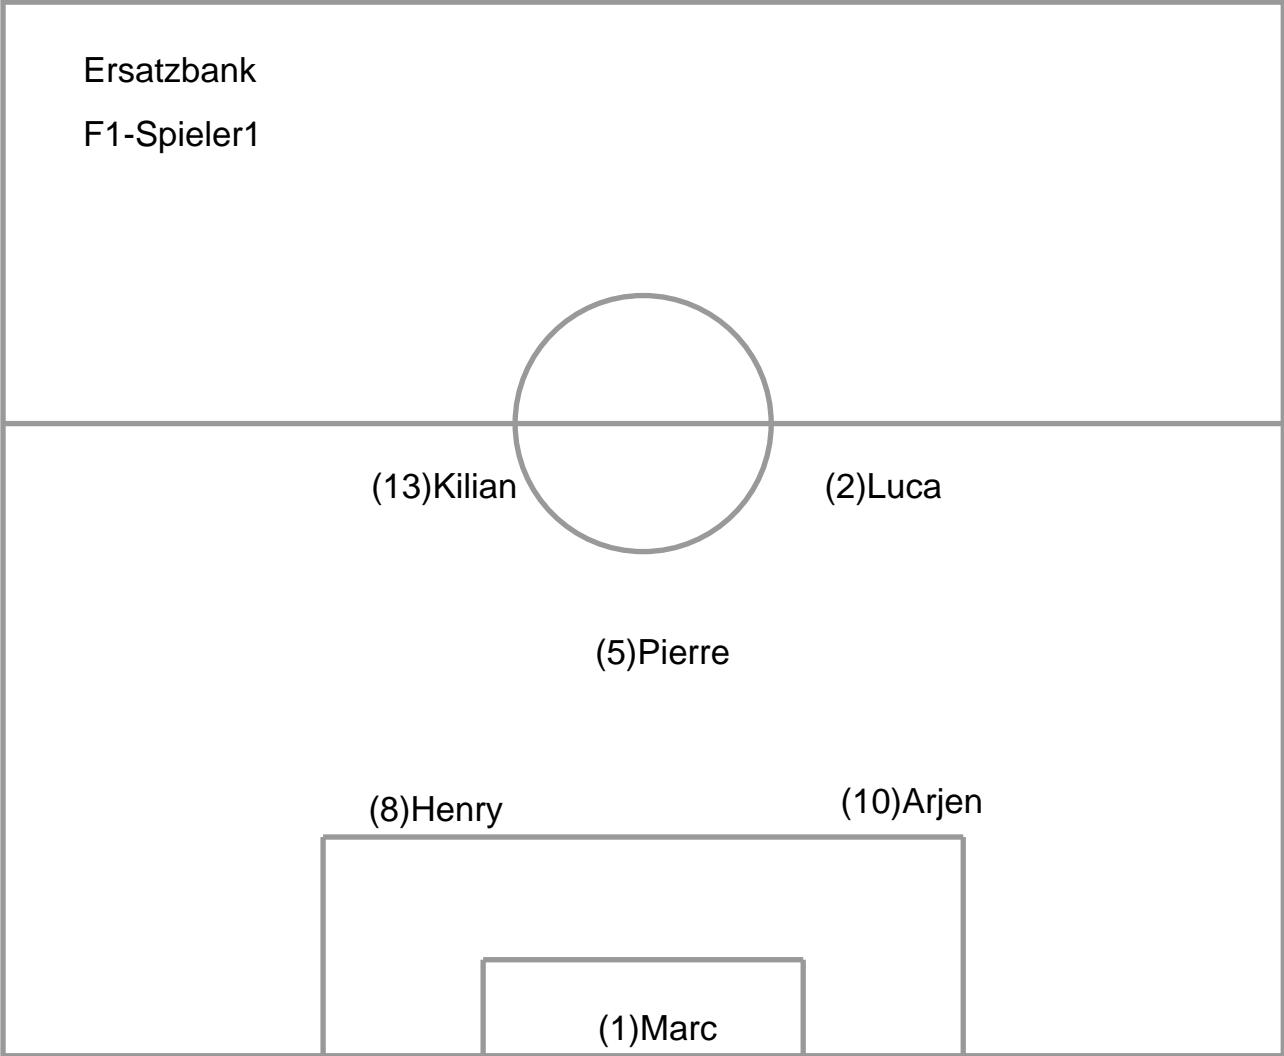 Ersatzbank
F1-Spieler1
(13)Kilian
(2)Luca
(5)Pierre
(8)Henry
(10)Arjen
(1)Marc